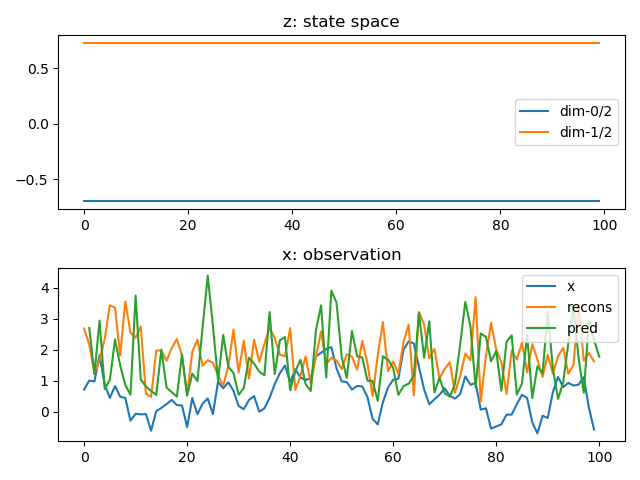 z: state space
0.5
0.0
−0.5
dim-0/2
dim-1/2
0 20 40 60 80 100
x: observation
4
3
2
1
0
x
recons
pred
0 20 40 60 80 100